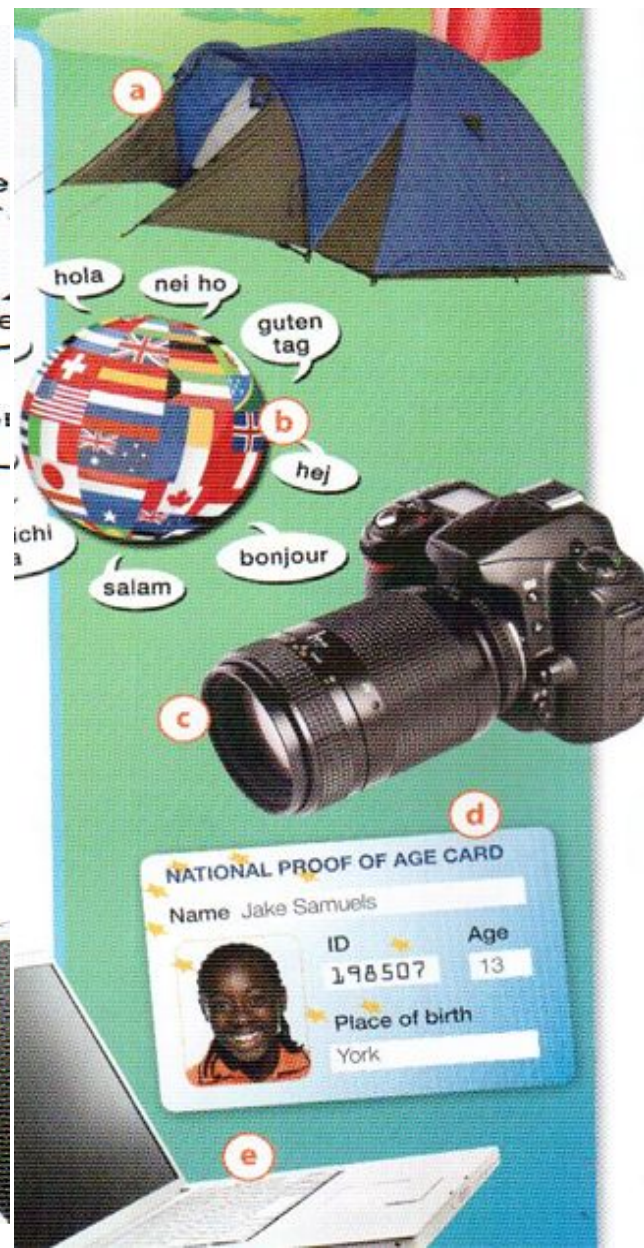 a
hola
nei ho
guten
tag
b
hej
ichi
a
bonjour
salam
c
d
NATIONAL PROOF OF AGE CARD
Name Jake Samuels
ID
Age
198507
13
Place of birth
York
e